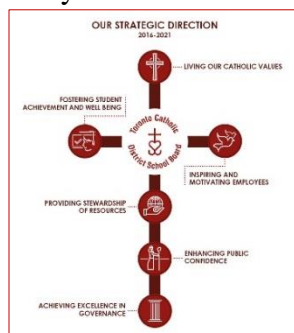 OUR STRATEGIC DIRECTION
2016-2021
LIVING OUR CATHOLIC VALUES
FOSTERING STUDENT
ACHIEVEMENT AND WELL BEING
Toronto Catholic
District School Board
INSPIRING AND
MOTIVATING EMPLOYEES
PROVIDING STEWARDSHIP
OF RESOURCES
ENHANCING PUBLIC
CONFIDENCE
ACHIEVING EXCELLENCE IN
GOVERNANCE